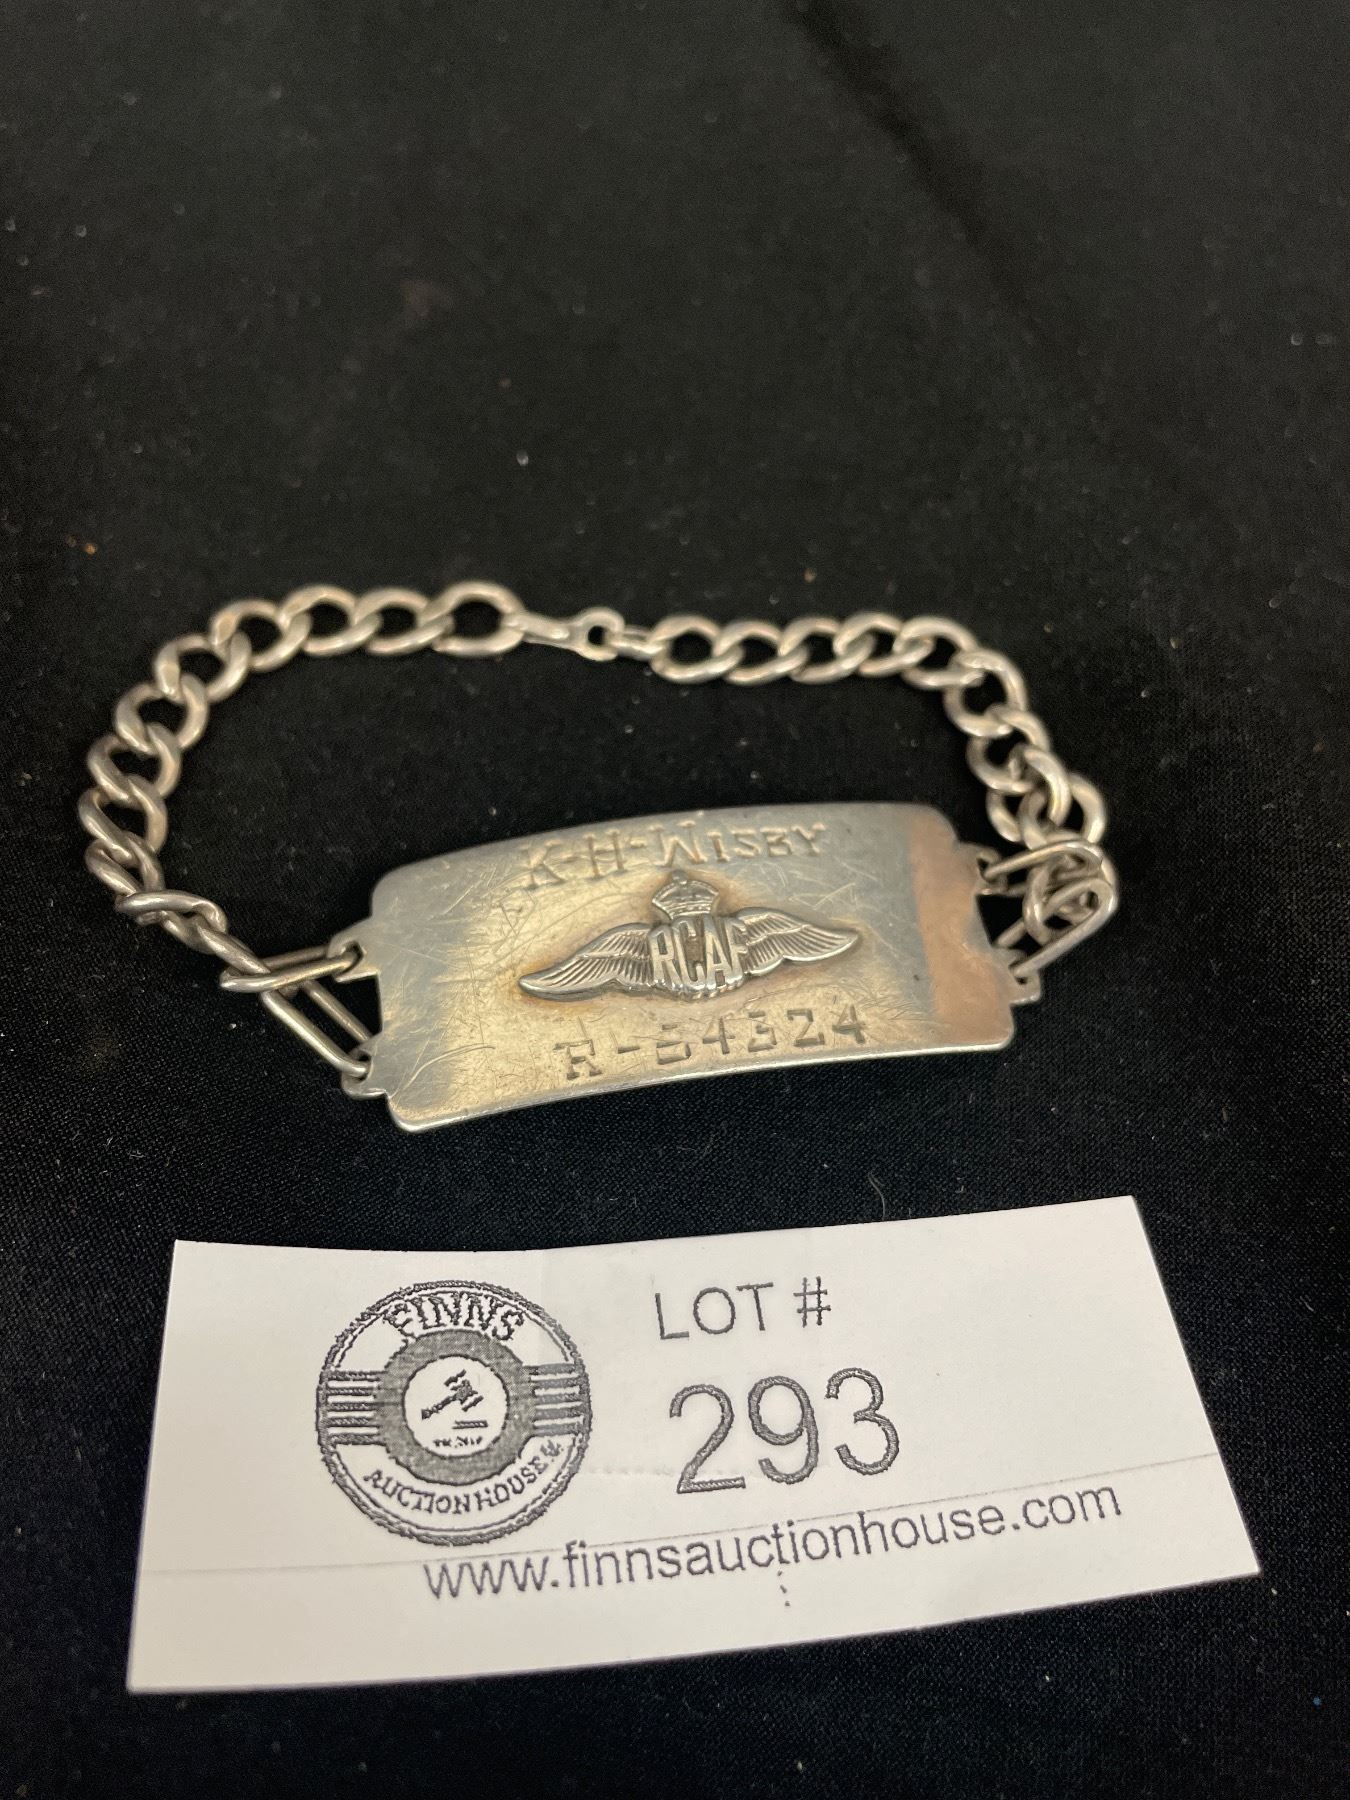 K-H-WISBY
RCAF
R-54324
FINNS
AUCTION HOUSE
LOT #
293
www.finnsauctionhouse.com